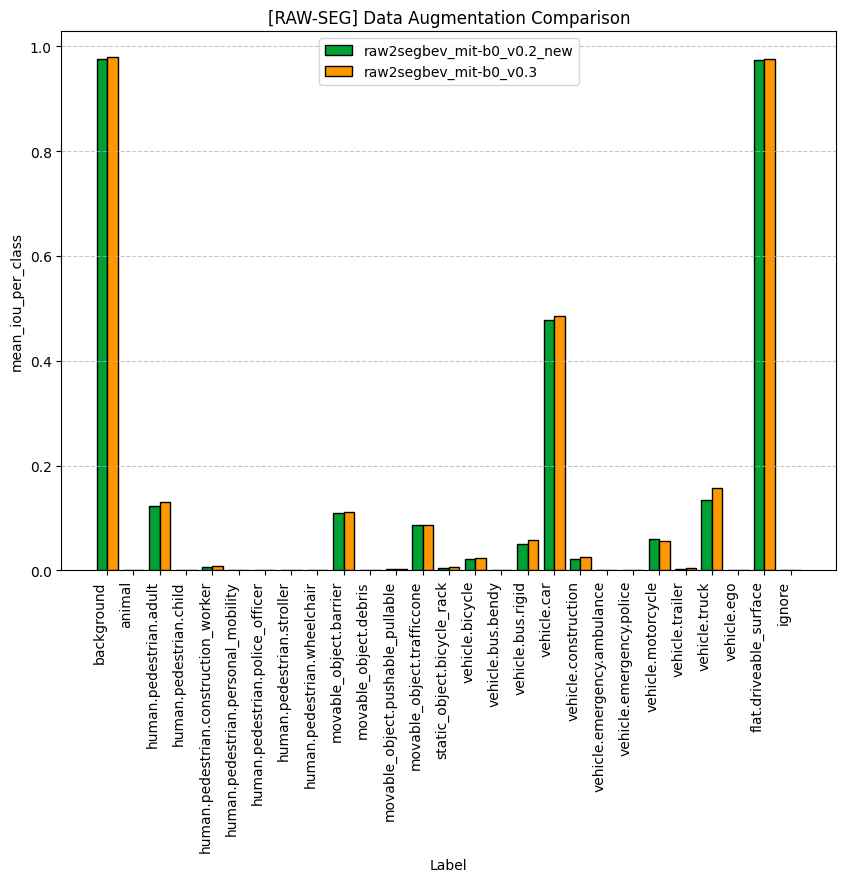 [RAW-SEG] Data Augmentation Comparison
raw2segbev_mit-b0_v0.2_new
raw2segbev_mit-b0_v0.3
mean_iou_per_class
1.0
0.8
0.6
0.4
0.2
0.0
background
animal
human.pedestrian.adult
human.pedestrian.child
human.pedestrian.construction_worker
human.pedestrian.personal_mobility
human.pedestrian.police_officer
human.pedestrian.stroller
human.pedestrian.wheelchair
movable_object.barrier
movable_object.debris
movable_object.pushable_pullable
movable_object.trafficcone
static_object.bicycle_rack
vehicle.bicycle
vehicle.bus.bendy
vehicle.bus.rigid
vehicle.car
vehicle.construction
vehicle.emergency.ambulance
vehicle.emergency.police
vehicle.motorcycle
vehicle.trailer
vehicle.truck
vehicle.ego
flat.driveable_surface
ignore
Label